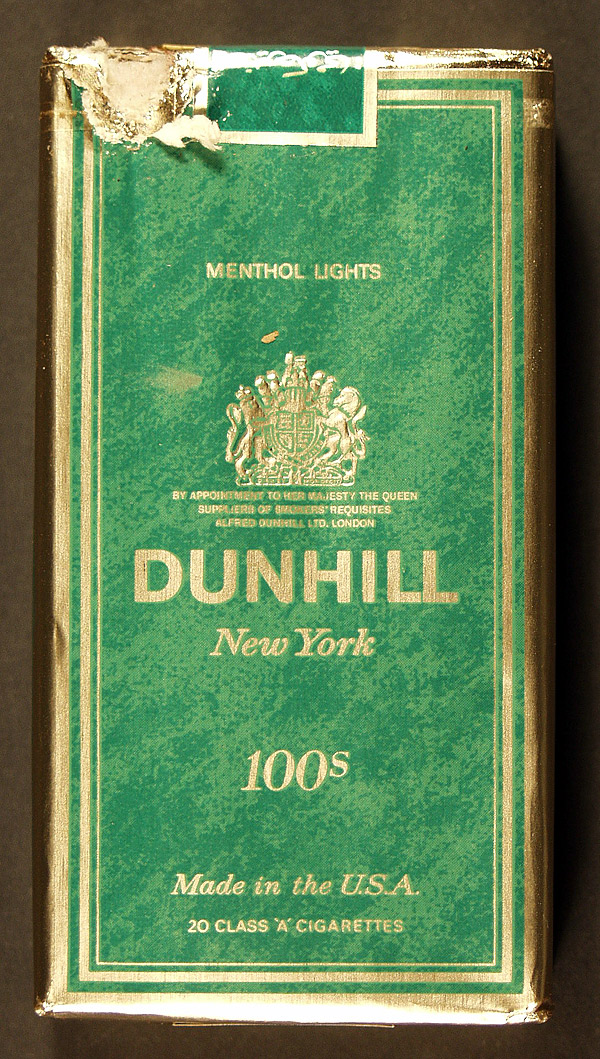 MENTHOL LIGHTS
BY APPOINTMENT TO HER MAJESTY THE QUEEN
SUPPLIERS OF SMOKERS' REQUISITES
ALFRED DUNHILL LTD. LONDON
DUNHILL
New York
100s
Made in the U.S.A.
20 CLASS 'A' CIGARETTES